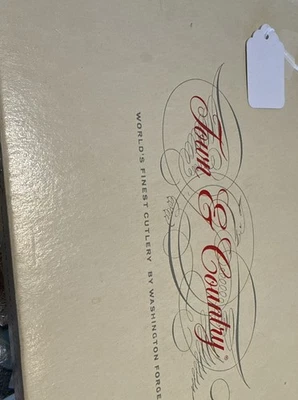 Town & Country®
WORLD'S FINEST CUTLERY BY WASHINGTON FORGE